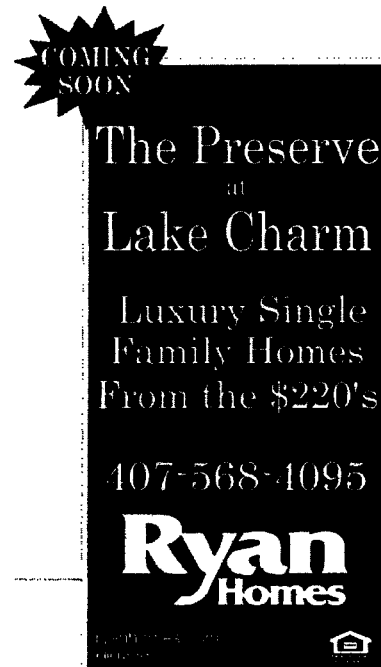 COMING
SOON
The Preserve
at
Lake Charm
Luxury Single
Family Homes
From the $220's
407-568-4095
Ryan
Homes